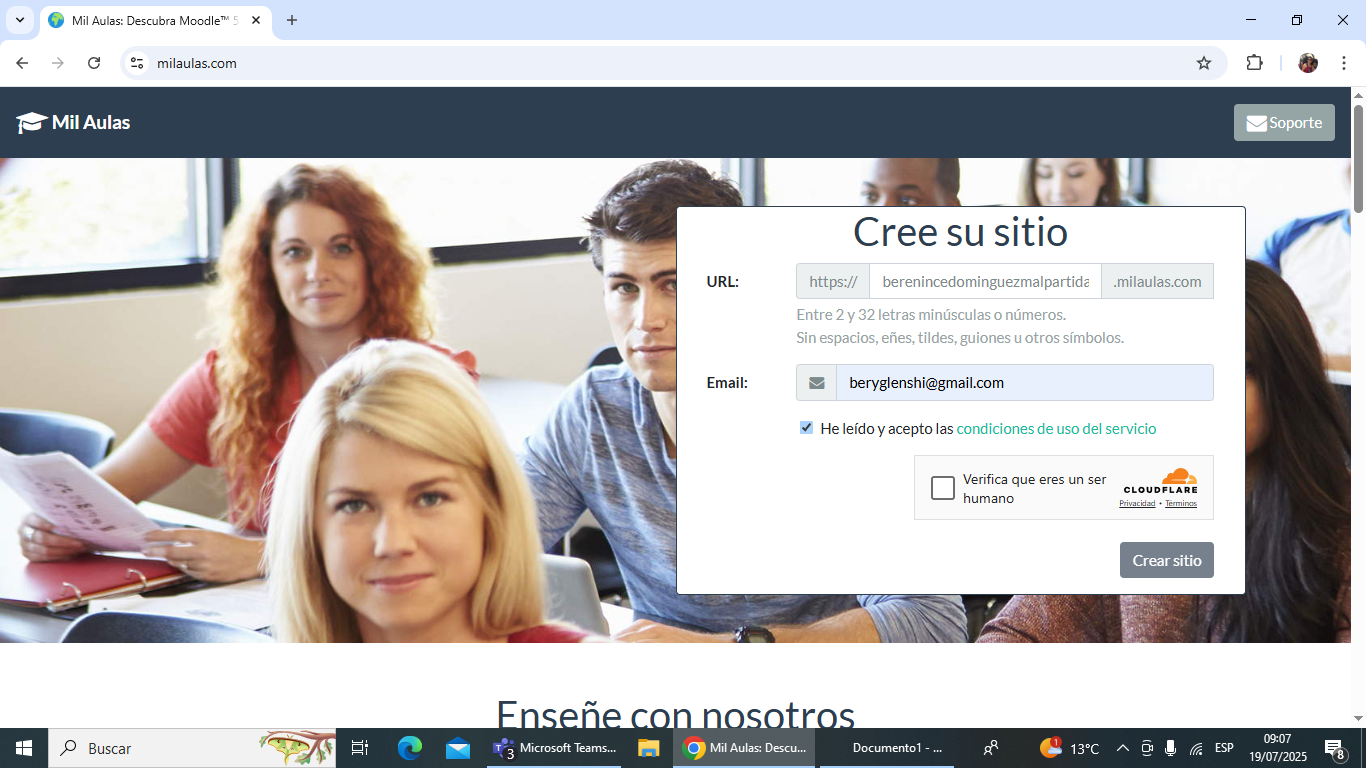 Mil Aulas: Descubra Moodle™ 5
milaulas.com
Mil Aulas
Soporte
Cree su sitio
URL:
https://
berenincedominguezmalpartida
.milaulas.com
Entre 2 y 32 letras minúsculas o números.
Sin espacios, eñes, tildes, guiones u otros símbolos.
Email:
beryglenshi@gmail.com
He leído y acepto las condiciones de uso del servicio
Verifica que eres un ser
humano
CLOUDFLARE
Privacidad • Términos
Crear sitio
Enseñe con nosotros
Buscar
3
Microsoft Teams...
Mil Aulas: Descu...
Documento1 - ...
1
13°C
ESP
09:07
19/07/2025
8